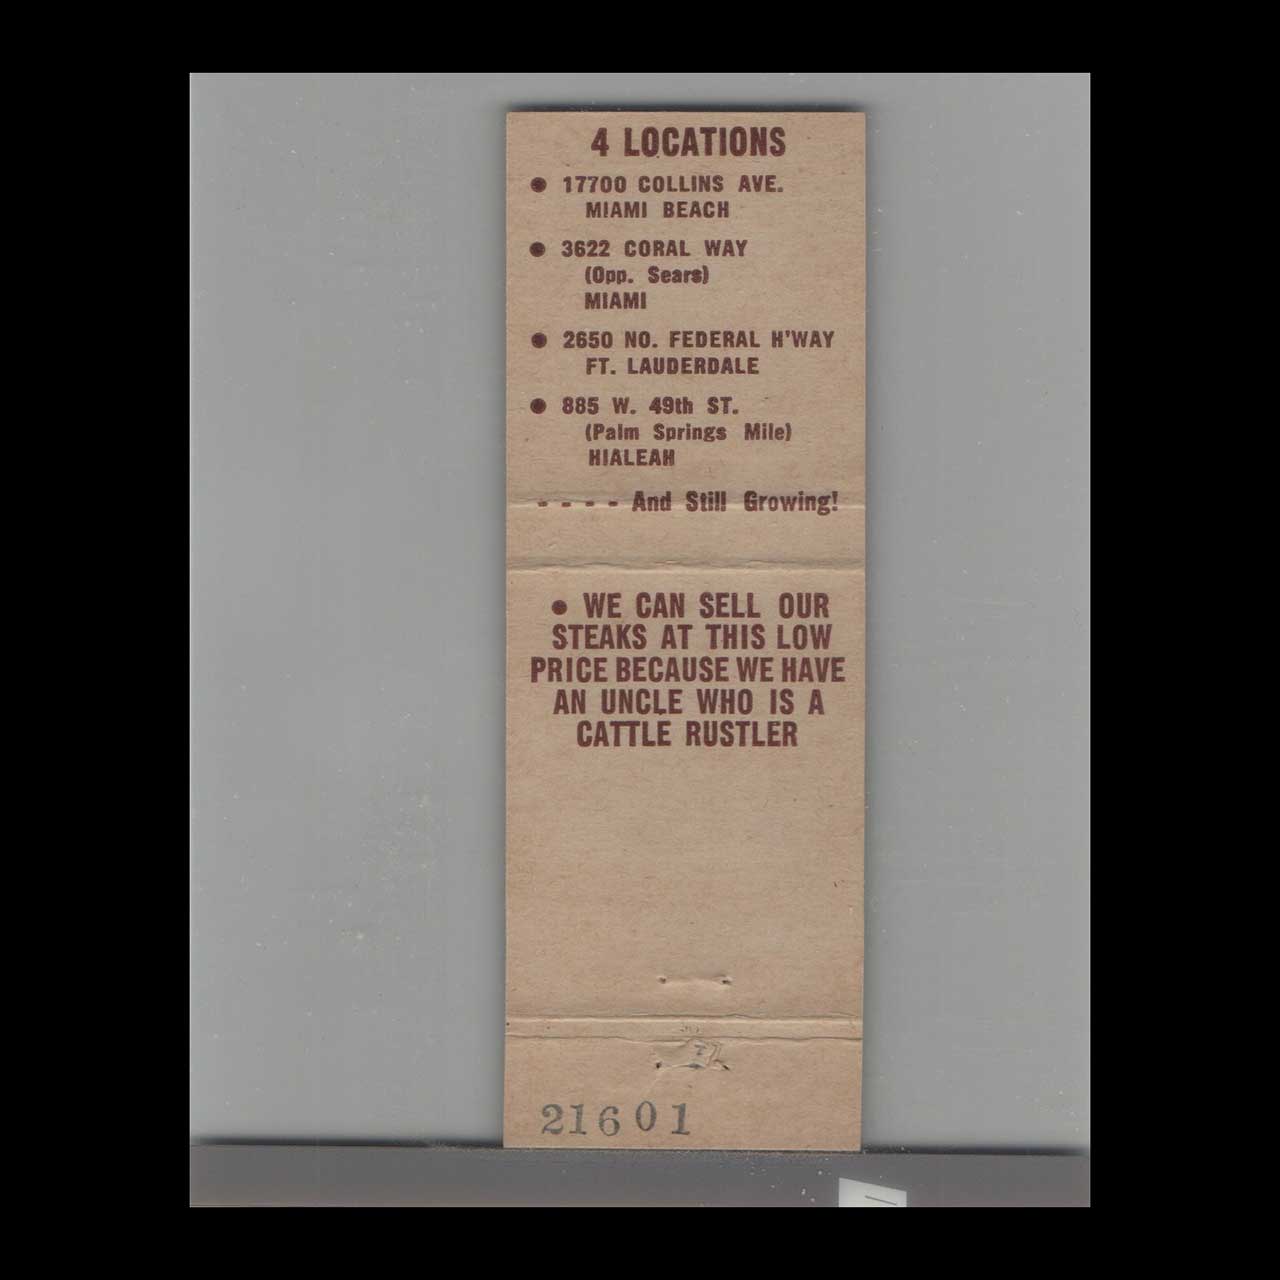 4 LOCATIONS
● 17700 COLLINS AVE.
MIAMI BEACH
● 3622 CORAL WAY
(Opp. Sears)
MIAMI
● 2650 NO. FEDERAL H'WAY
FT. LAUDERDALE
● 885 W. 49th ST.
(Palm Springs Mile)
HIALEAH
- - - - And Still Growing!
● WE CAN SELL OUR
STEAKS AT THIS LOW
PRICE BECAUSE WE HAVE
AN UNCLE WHO IS A
CATTLE RUSTLER
21601